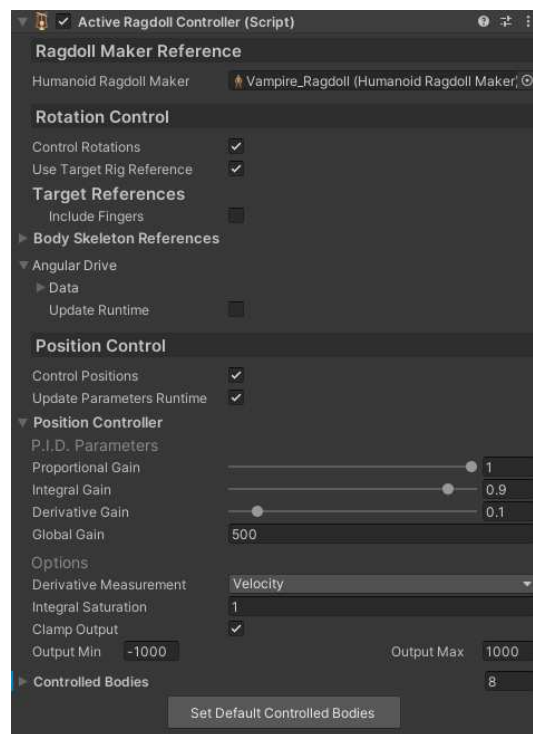 Active Ragdoll Controller (Script)
Ragdoll Maker Reference
Humanoid Ragdoll Maker Vampire_Ragdoll (Humanoid Ragdoll Maker)
Rotation Control
Control Rotations
Use Target Rig Reference
Target References
Include Fingers
Body Skeleton References
Angular Drive
Data
Update Runtime
Position Control
Control Positions
Update Parameters Runtime
Position Controller
P.I.D. Parameters
Proportional Gain 1
Integral Gain 0.9
Derivative Gain 0.1
Global Gain 500
Options
Derivative Measurement Velocity
Integral Saturation 1
Clamp Output
Output Min -1000 Output Max 1000
Controlled Bodies 8
Set Default Controlled Bodies